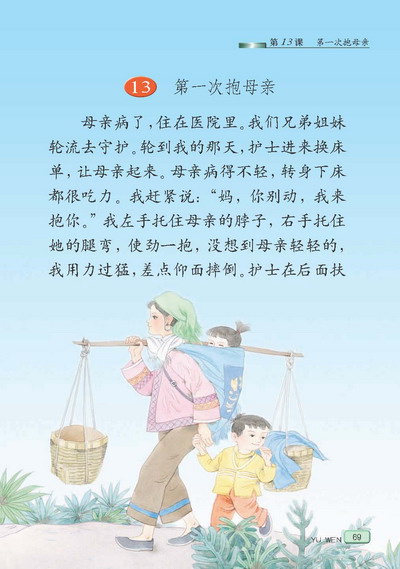 第13课 第一次抱母亲
13 第一次抱母亲
母亲病了，住在医院里。我们兄弟姐妹
轮流去守护。轮到我的那天，护士进来换床
单，让母亲起来。母亲病得不轻，转身下床
都很吃力。我赶紧说：“妈，你别动，我来
抱你。”我左手托住母亲的脖子，右手托住
她的腿弯，使劲一抱，没想到母亲轻轻的，
我用力过猛，差点仰面摔倒。护士在后面扶
YU WEN 69